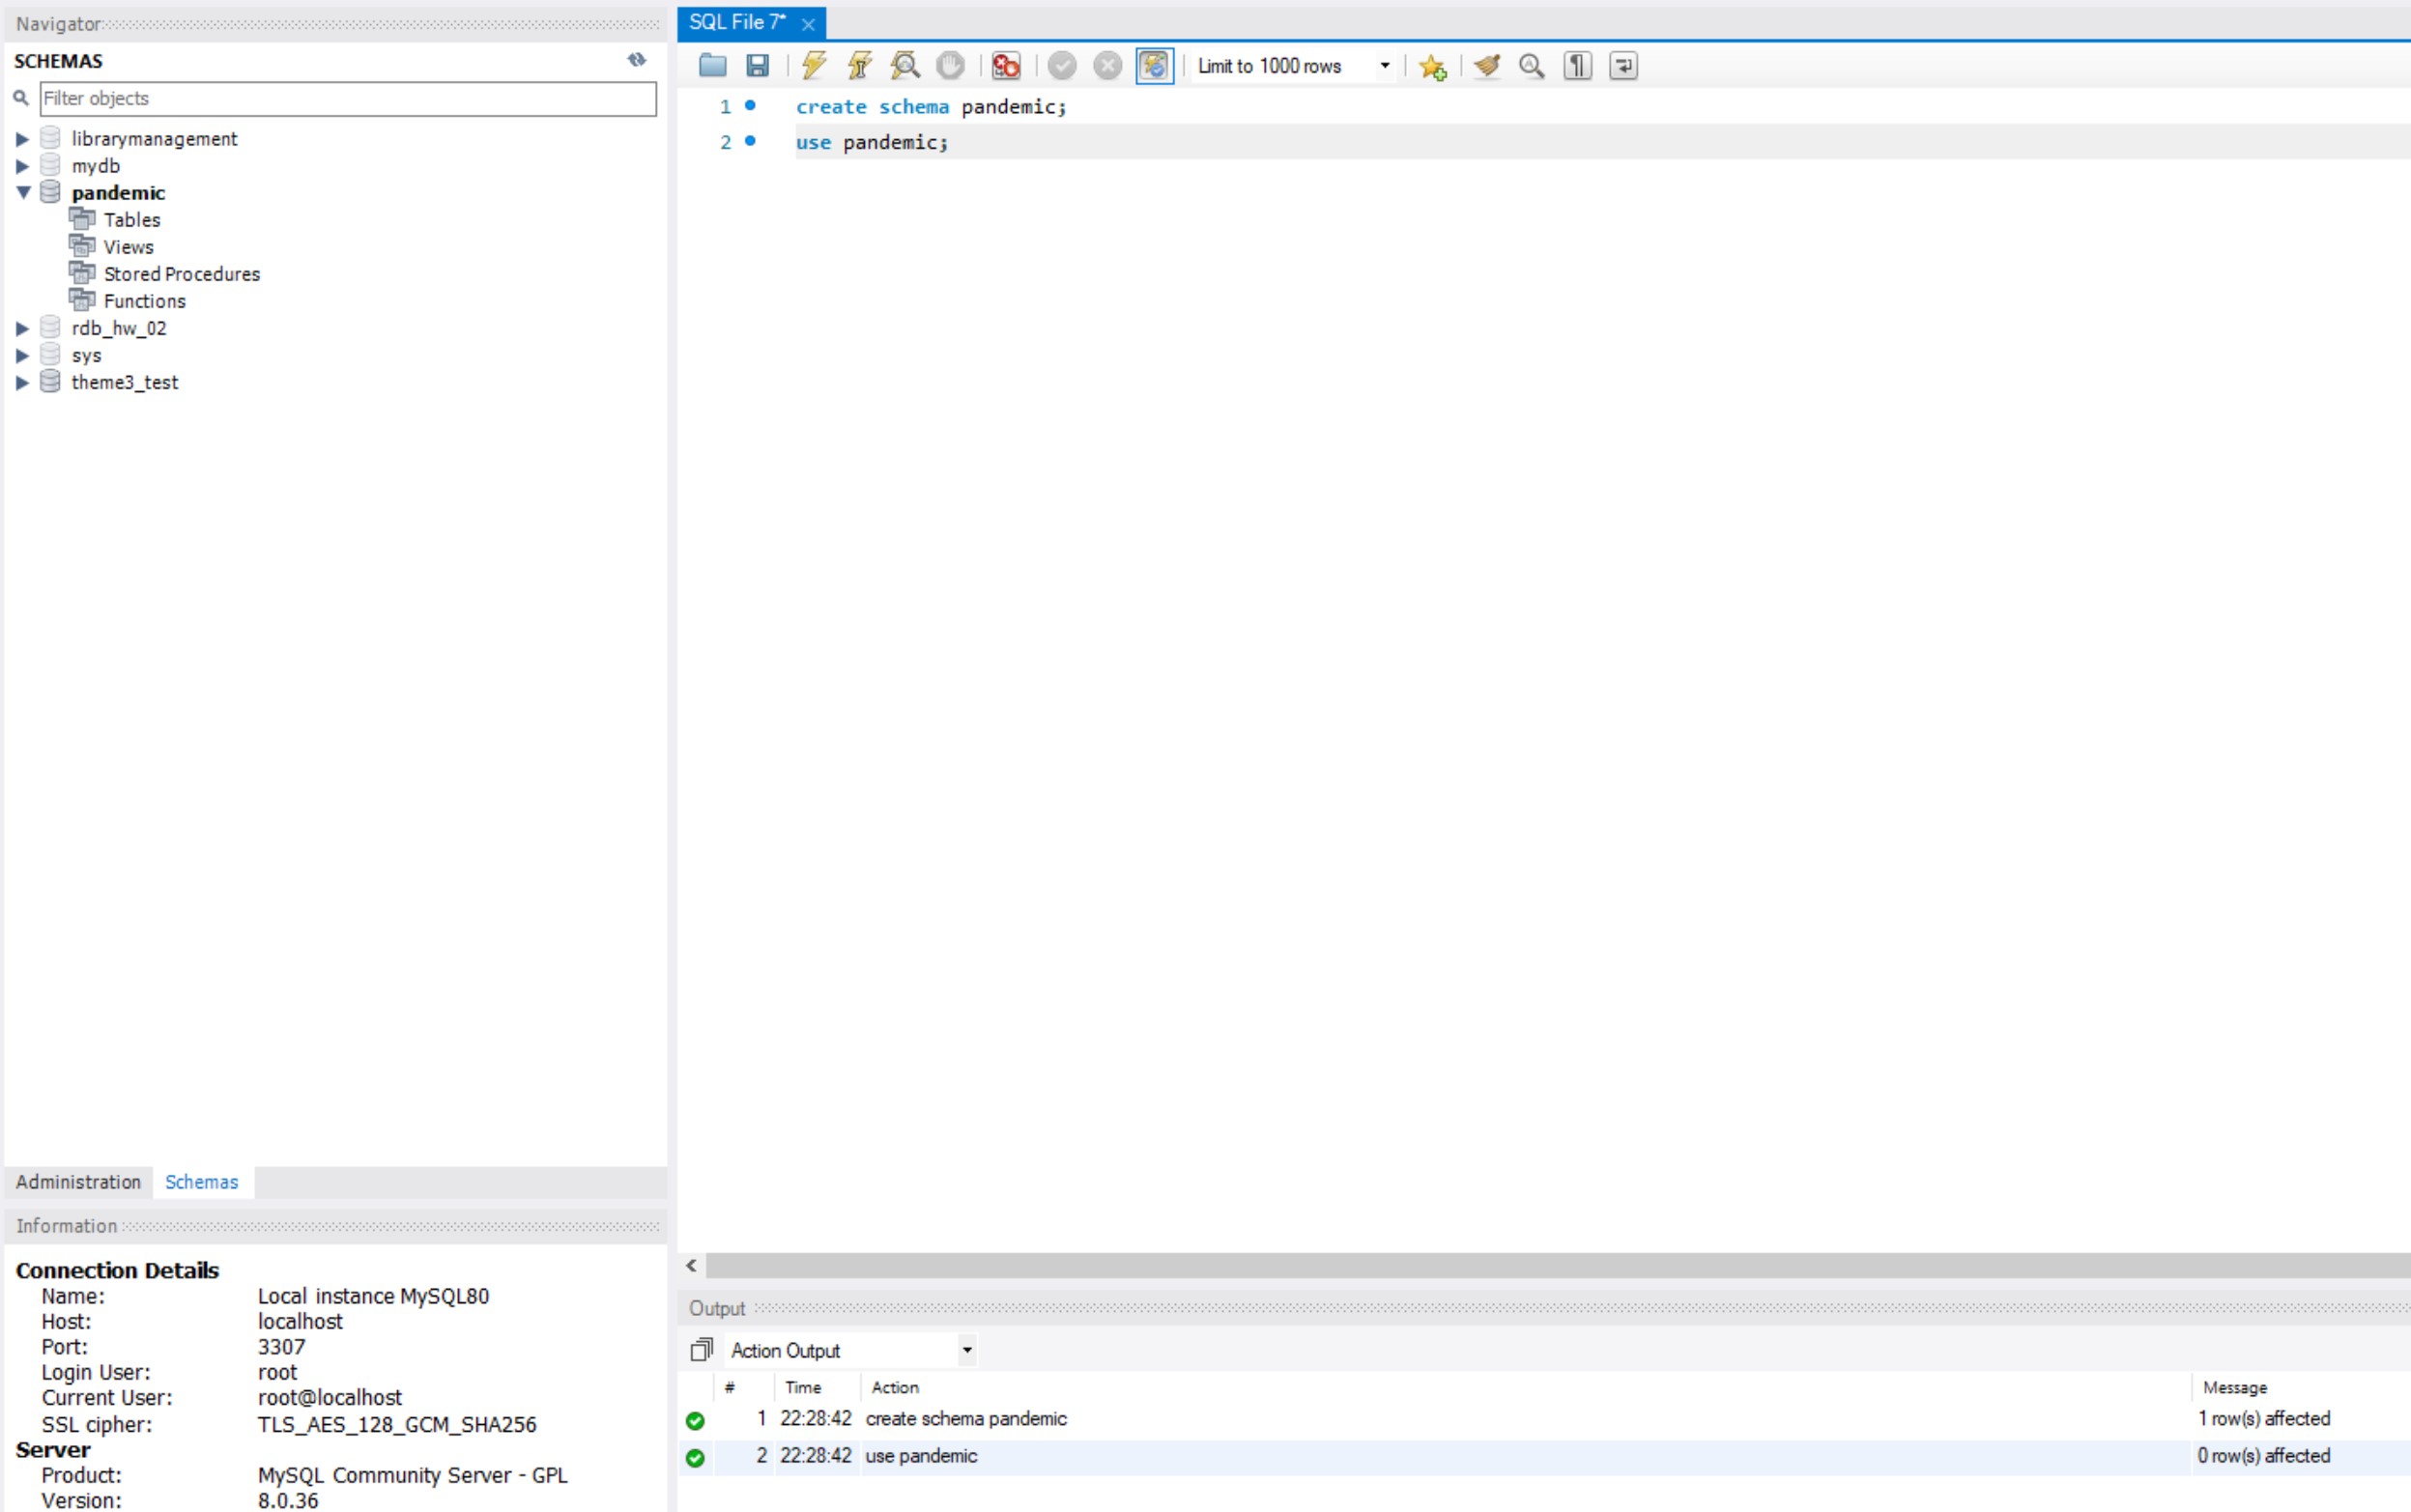 Navigator
SCHEMAS
Filter objects
librarymanagement
mydb
pandemic
Tables
Views
Stored Procedures
Functions
rdb_hw_02
sys
theme3_test
Administration Schemas
Information
Connection Details
Name: Local instance MySQL80
Host: localhost
Port: 3307
Login User: root
Current User: root@localhost
SSL cipher: TLS_AES_128_GCM_SHA256
Server
Product: MySQL Community Server - GPL
Version: 8.0.36
SQL File 7*
Limit to 1000 rows
1 create schema pandemic;
2 use pandemic;
Output
Action Output
# Time Action Message
1 22:28:42 create schema pandemic 1 row(s) affected
2 22:28:42 use pandemic 0 row(s) affected